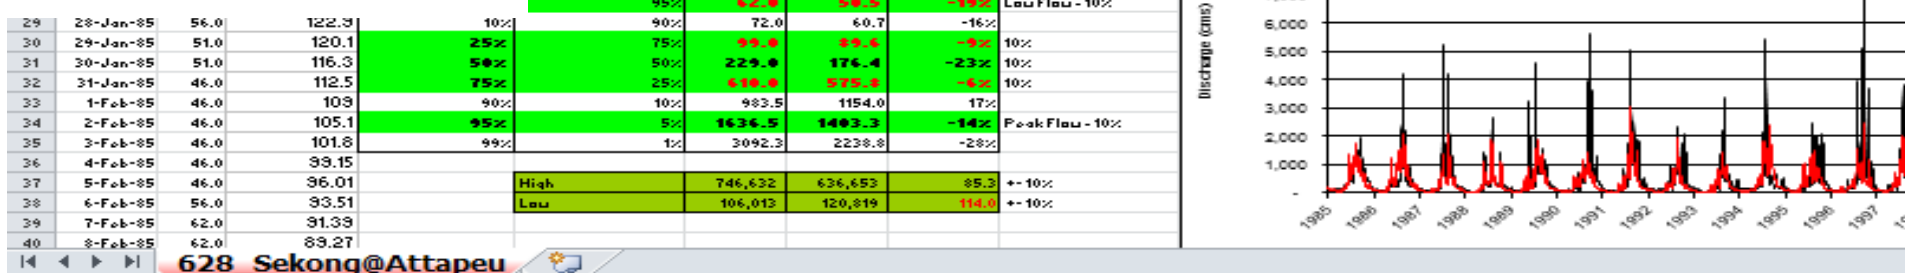 95% 62.0 50.5 -19% Low Flow - 10%
29 28-Jan-85 56.0 122.9 10% 90% 72.0 60.7 -16%
30 29-Jan-85 51.0 120.1 25% 75% 99.0 89.6 -9% 10%
31 30-Jan-85 51.0 116.3 50% 50% 229.0 176.4 -23% 10%
32 31-Jan-85 46.0 112.5 75% 25% 610.0 575.8 -6% 10%
33 1-Feb-85 46.0 109 90% 10% 983.5 1154.0 17%
34 2-Feb-85 46.0 105.1 95% 5% 1636.5 1403.3 -14% Peak Flow - 10%
35 3-Feb-85 46.0 101.8 99% 1% 3092.3 2238.8 -28%
36 4-Feb-85 46.0 99.15
37 5-Feb-85 46.0 96.01 High 746,632 636,653 85.3 +-10%
38 6-Feb-85 56.0 93.51 Low 106,013 120,819 114.0 +-10%
39 7-Feb-85 62.0 91.39
40 8-Feb-85 62.0 89.27
628 Sekong@Attapeu
Discharge (cms)
6,000
5,000
4,000
3,000
2,000
1,000
-
1985 1986 1987 1988 1989 1990 1991 1992 1993 1994 1995 1996 1997